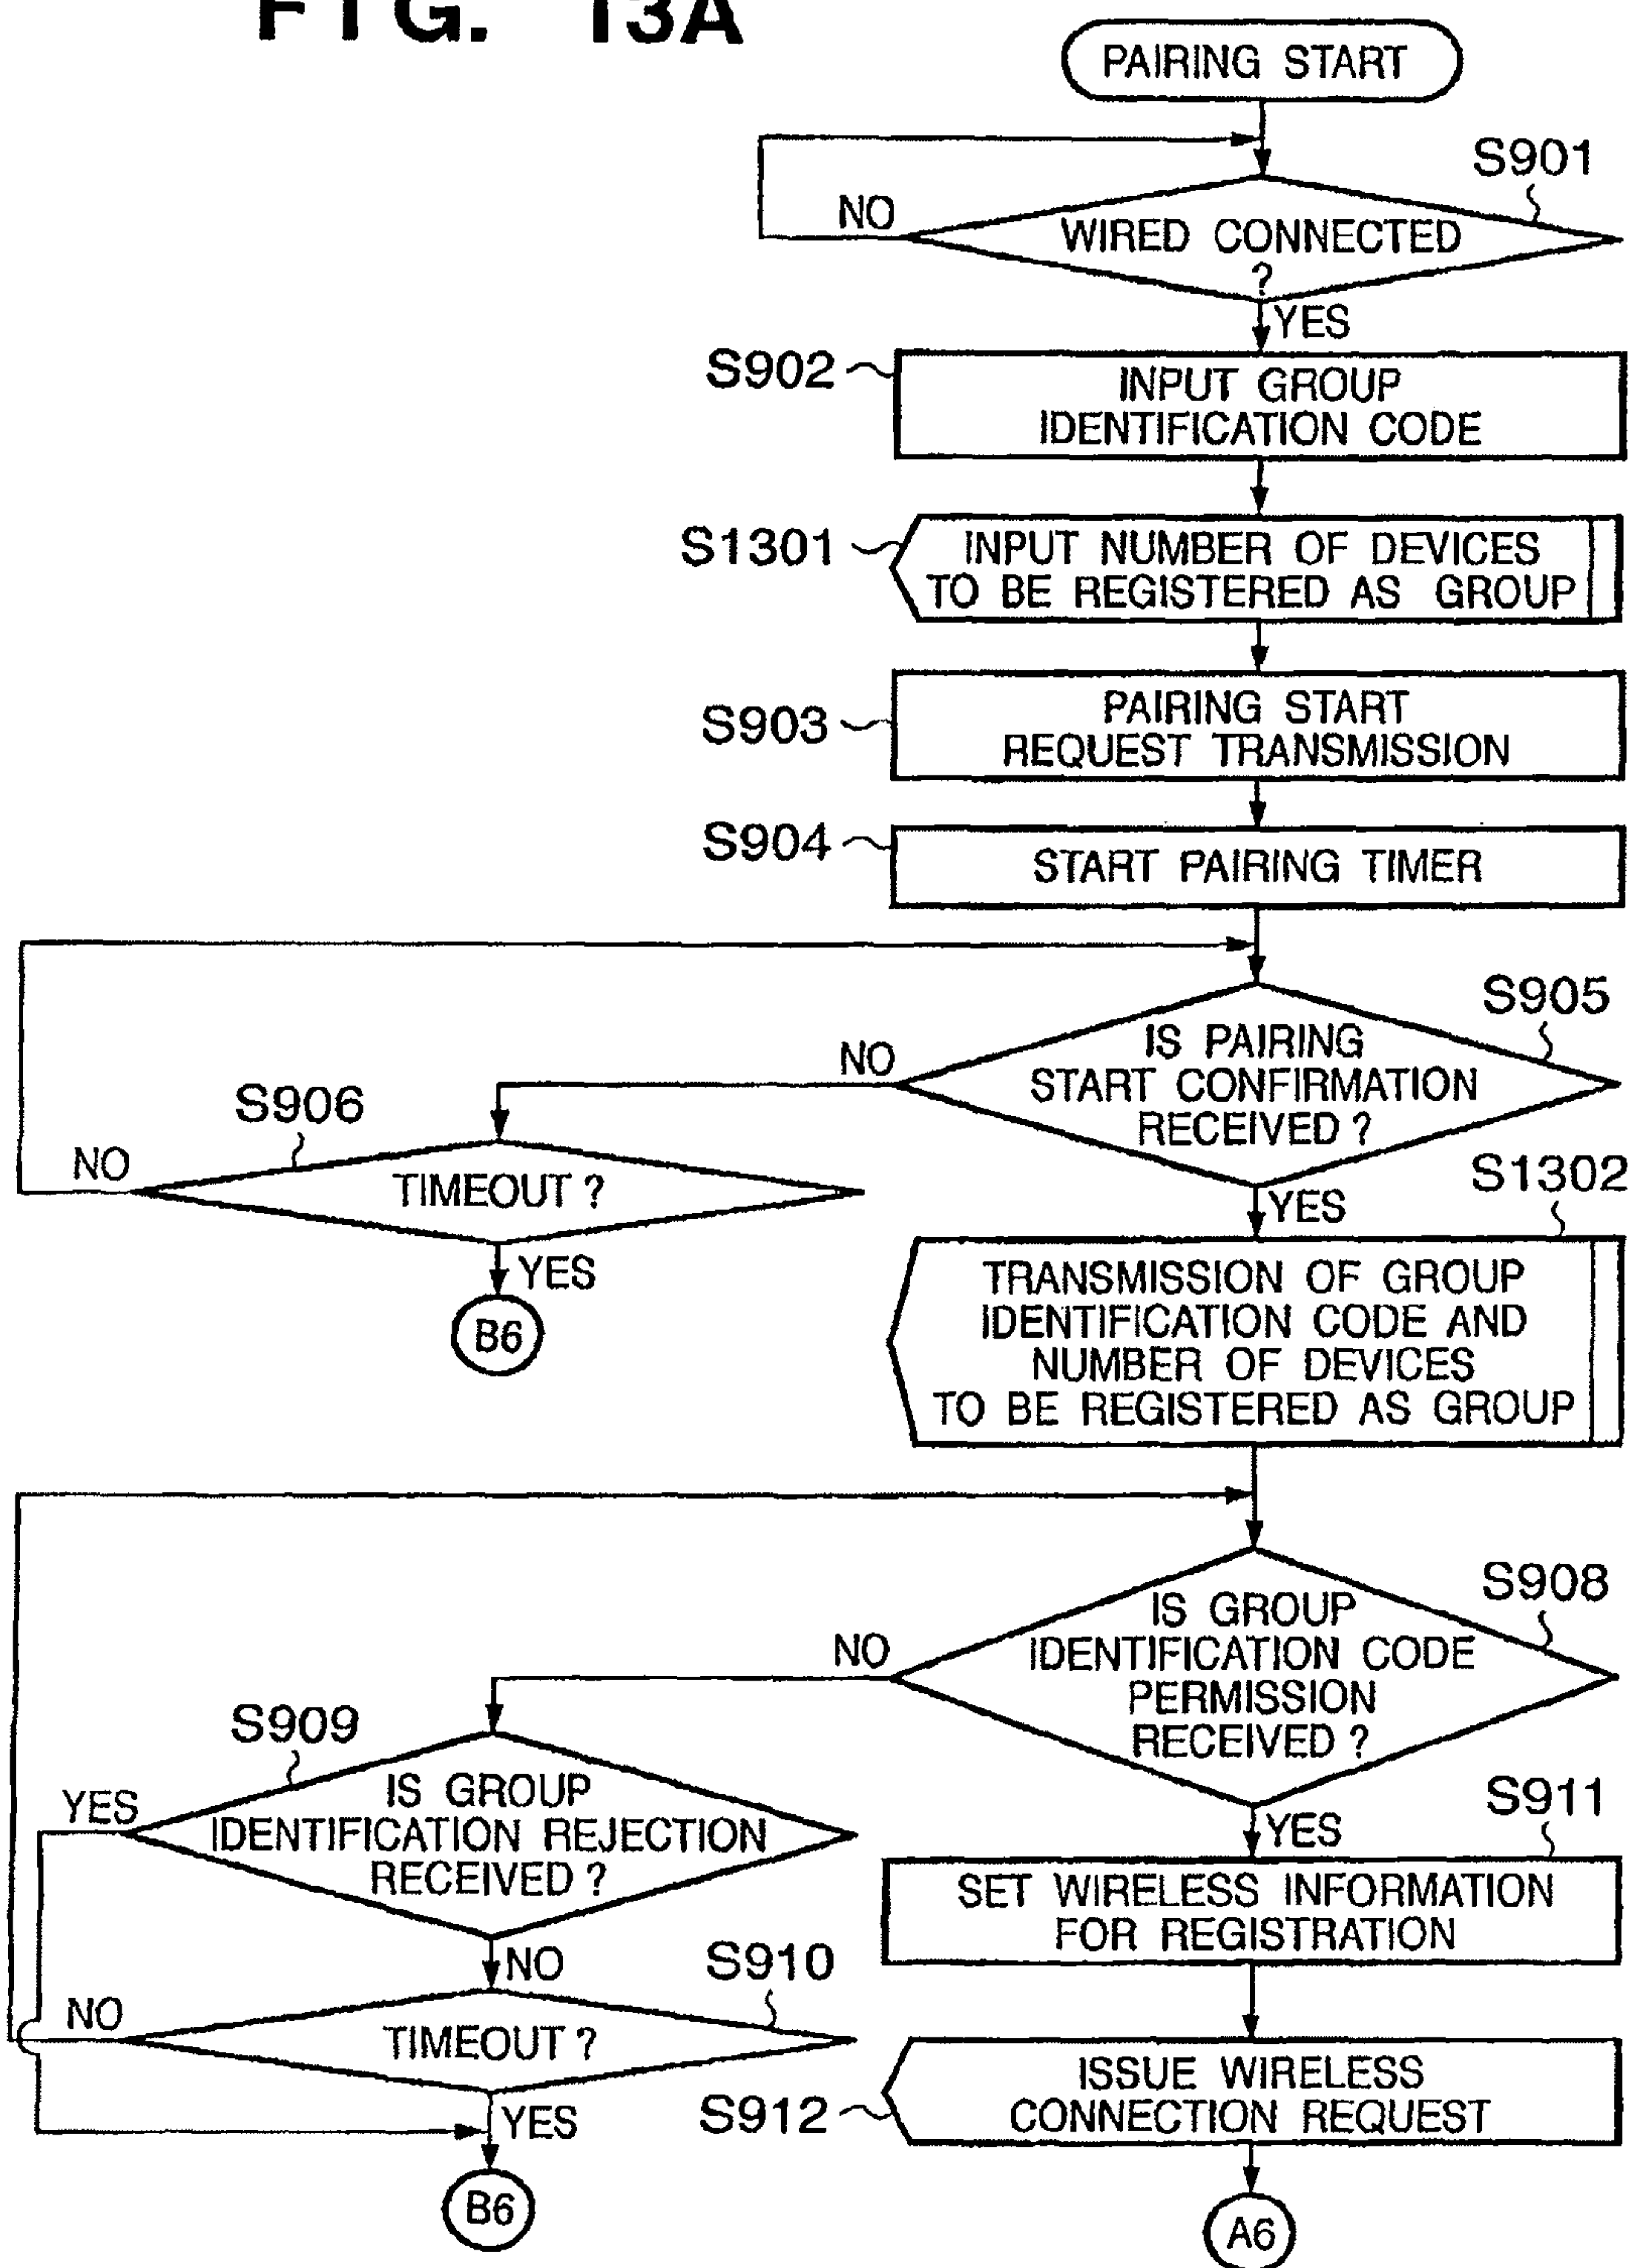 FIG. 13A
PAIRING START
S901
NO
WIRED CONNECTED
?
YES
S902
INPUT GROUP
IDENTIFICATION CODE
S1301
INPUT NUMBER OF DEVICES
TO BE REGISTERED AS GROUP
S903
PAIRING START
REQUEST TRANSMISSION
S904
START PAIRING TIMER
S905
NO
IS PAIRING
START CONFIRMATION
RECEIVED ?
S906
NO
TIMEOUT ?
YES
B6
S1302
YES
TRANSMISSION OF GROUP
IDENTIFICATION CODE AND
NUMBER OF DEVICES
TO BE REGISTERED AS GROUP
S908
NO
IS GROUP
IDENTIFICATION CODE
PERMISSION
RECEIVED ?
S909
YES
IS GROUP
IDENTIFICATION REJECTION
RECEIVED ?
NO
S911
YES
SET WIRELESS INFORMATION
FOR REGISTRATION
S910
NO
TIMEOUT ?
YES
B6
S912
ISSUE WIRELESS
CONNECTION REQUEST
A6